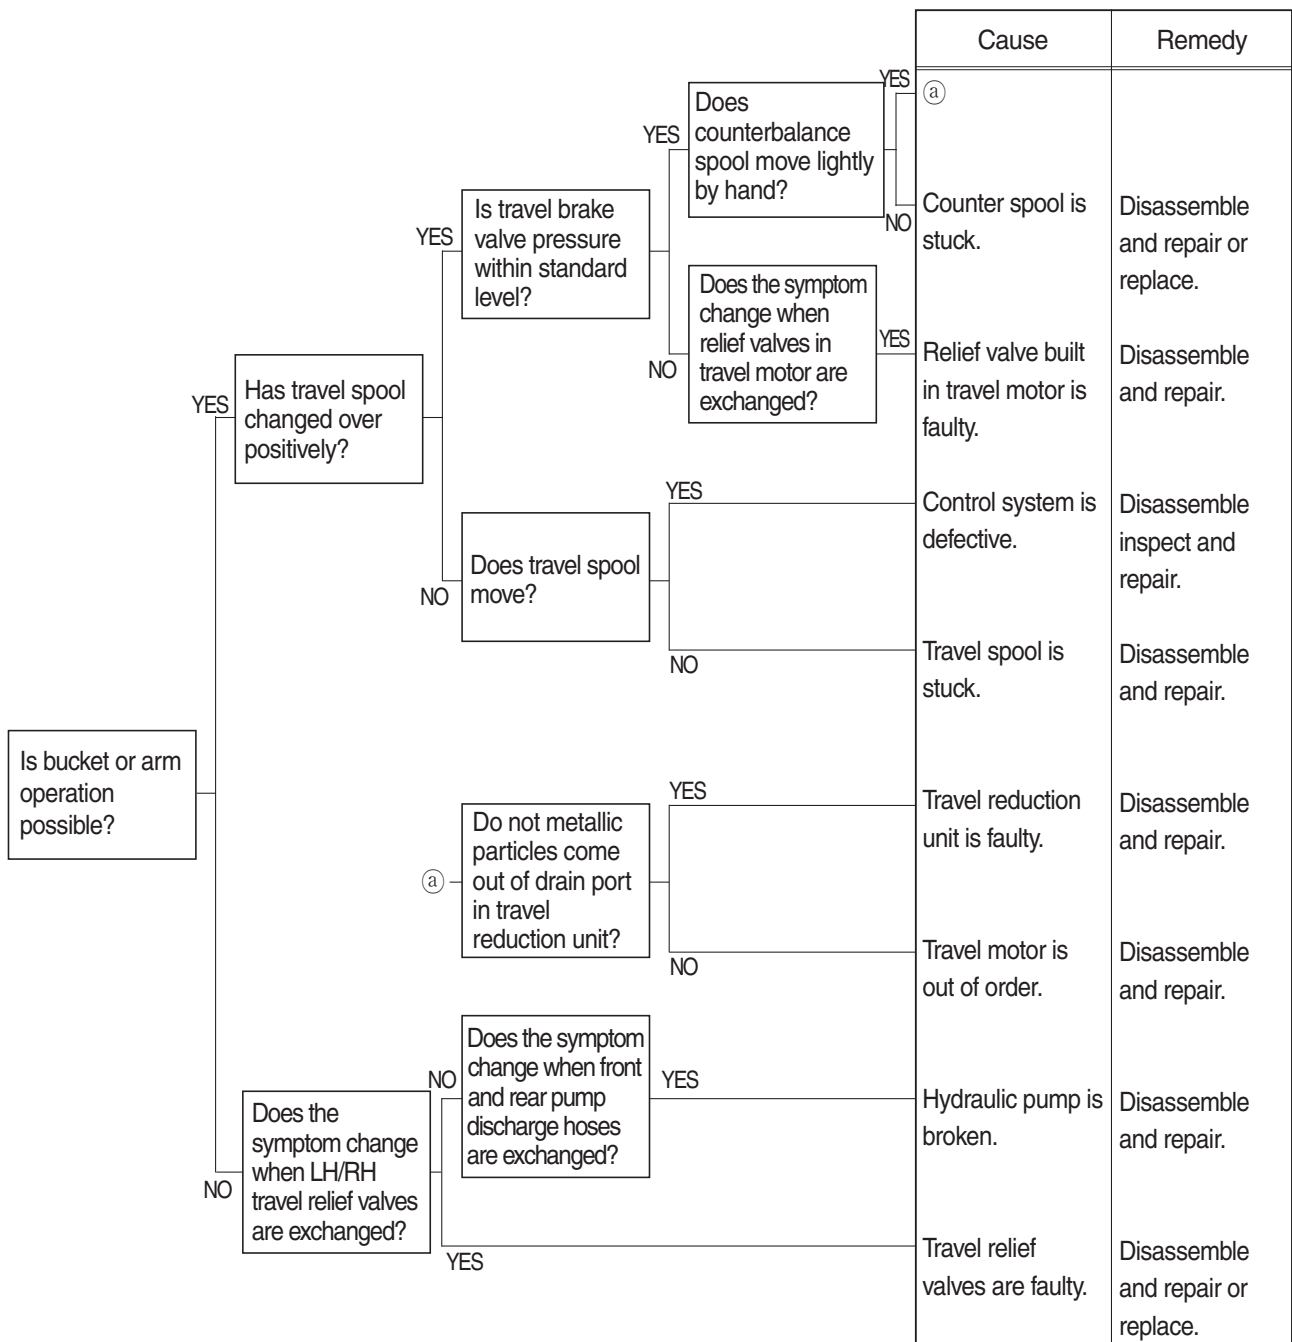 Cause
Remedy
YES
ⓐ
Does
counterbalance
spool move lightly
by hand?
YES
NO
Counter spool is
stuck.
Disassemble
and repair or
replace.
Is travel brake
valve pressure
within standard
level?
YES
Does the symptom
change when
relief valves in
travel motor are
exchanged?
NO
YES
Relief valve built
in travel motor is
faulty.
Disassemble
and repair.
Has travel spool
changed over
positively?
YES
YES
Control system is
defective.
Disassemble
inspect and
repair.
Does travel spool
move?
NO
NO
Travel spool is
stuck.
Disassemble
and repair.
Is bucket or arm
operation
possible?
YES
Travel reduction
unit is faulty.
Disassemble
and repair.
ⓐ
Do not metallic
particles come
out of drain port
in travel
reduction unit?
NO
Travel motor is
out of order.
Disassemble
and repair.
Does the symptom
change when front
and rear pump
discharge hoses
are exchanged?
NO
YES
Hydraulic pump is
broken.
Disassemble
and repair.
Does the
symptom change
when LH/RH
travel relief valves
are exchanged?
NO
YES
Travel relief
valves are faulty.
Disassemble
and repair or
replace.